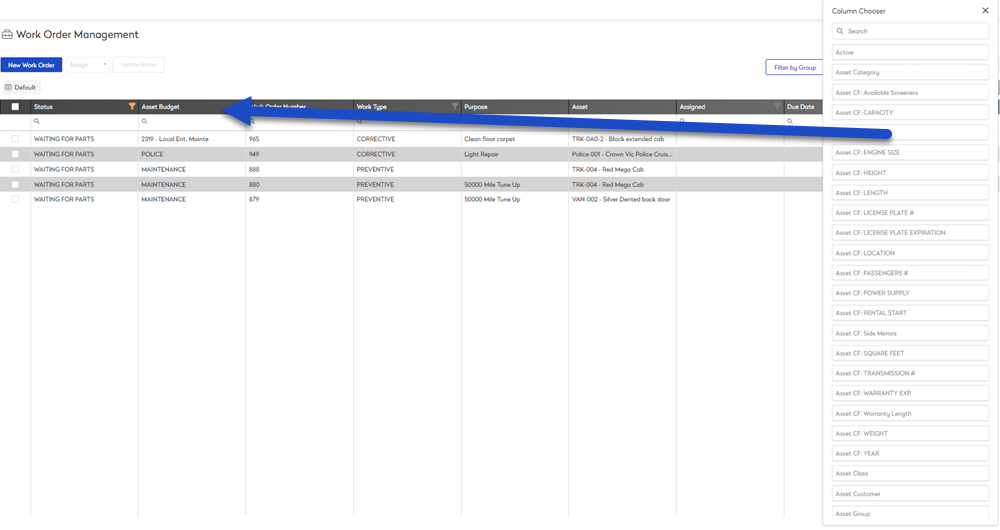 Column Chooser
Work Order Management
Search
New Work Order Assign Update Status
Filter by Group
Default
Status Asset Budget Work Order Number Work Type Purpose Asset Assigned Due Date
WAITING FOR PARTS 2319 - Local Ent. Mainte 965 CORRECTIVE Clean floor carpet TRK-0A0-2 - Black extended cab
WAITING FOR PARTS POLICE 949 CORRECTIVE Light Repair Police 001 - Crown Vic Police Cruis...
WAITING FOR PARTS MAINTENANCE 888 PREVENTIVE TRK-004 - Red Mega Cab
WAITING FOR PARTS MAINTENANCE 880 PREVENTIVE 50000 Mile Tune Up TRK-004 - Red Mega Cab
WAITING FOR PARTS MAINTENANCE 879 PREVENTIVE 50000 Mile Tune Up VAN-002 - Silver Dented back door
Active
Asset Category
Asset CF: Available Screeners
Asset CF: CAPACITY
Asset CF: ENGINE SIZE
Asset CF: HEIGHT
Asset CF: LENGTH
Asset CF: LICENSE PLATE #
Asset CF: LICENSE PLATE EXPIRATION
Asset CF: LOCATION
Asset CF: PASSENGERS #
Asset CF: POWER SUPPLY
Asset CF: RENTAL START
Asset CF: Side Mirrors
Asset CF: SQUARE FEET
Asset CF: TRANSMISSION #
Asset CF: WARRANTY EXP.
Asset CF: Warranty Length
Asset CF: WEIGHT
Asset CF: YEAR
Asset Class
Asset Customer
Asset Group